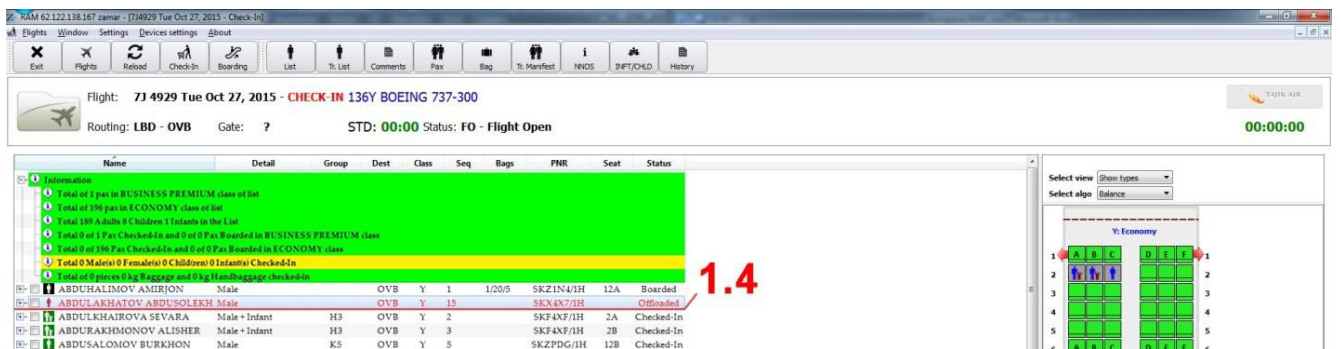 RAM 62.122.138.167 zamar - [7J4929 Tue Oct 27, 2015 - Check-In]
Flights Window Settings Devices settings About
Exit Flights Reload Check-In Boarding List Tr. List Comments Pax Bag Tr. Manifest NNOS INFT/CHLD History
Flight: 7J 4929 Tue Oct 27, 2015 - CHECK-IN 136Y BOEING 737-300
TAJIK AIR
Routing: LBD - OVB Gate: ? STD: 00:00 Status: FO - Flight Open
00:00:00
Name Detail Group Dest Class Seq Bags PNR Seat Status
Information
Total of 1 pax in BUSINESS PREMIUM class of list
Total of 196 pax in ECONOMY class of list
Total 189 Adults 8 Children 1 Infants in the List
Total 0 of 1 Pax Checked-In and 0 of 0 Pax Boarded in BUSINESS PREMIUM class
Total 0 of 196 Pax Checked-In and 0 of 0 Pax Boarded in ECONOMY class
Total 0 Male(s) 0 Female(s) 0 Child(ren) 0 Infant(s) Checked-In
Total of 0 pieces 0 kg Baggage and 0 kg Handbaggage checked-in
ABDUHALIMOV AMIRJON Male OVB Y 1 1/20/5 SKZ1N4/1H 12A Boarded
ABDULAKHATOV ABDUSOLEKH Male OVB Y 15 SKX4X7/1H Offloaded
ABDULKHAIROVA SEVARA Male + Infant H3 OVB Y 2 SKF4XF/1H 2A Checked-In
ABDURAKHMONOV ALISHER Male + Infant H3 OVB Y 3 SKF4XF/1H 2B Checked-In
ABDUSALOMOV BURKHON Male K5 OVB Y 5 SKZPDG/1H 12B Checked-In
1.4
Select view Show types
Select algo Balance
Y: Economy
1 A B C D E F 1
2 2
3 3
4 4
5 5
6 A B C D E F 6